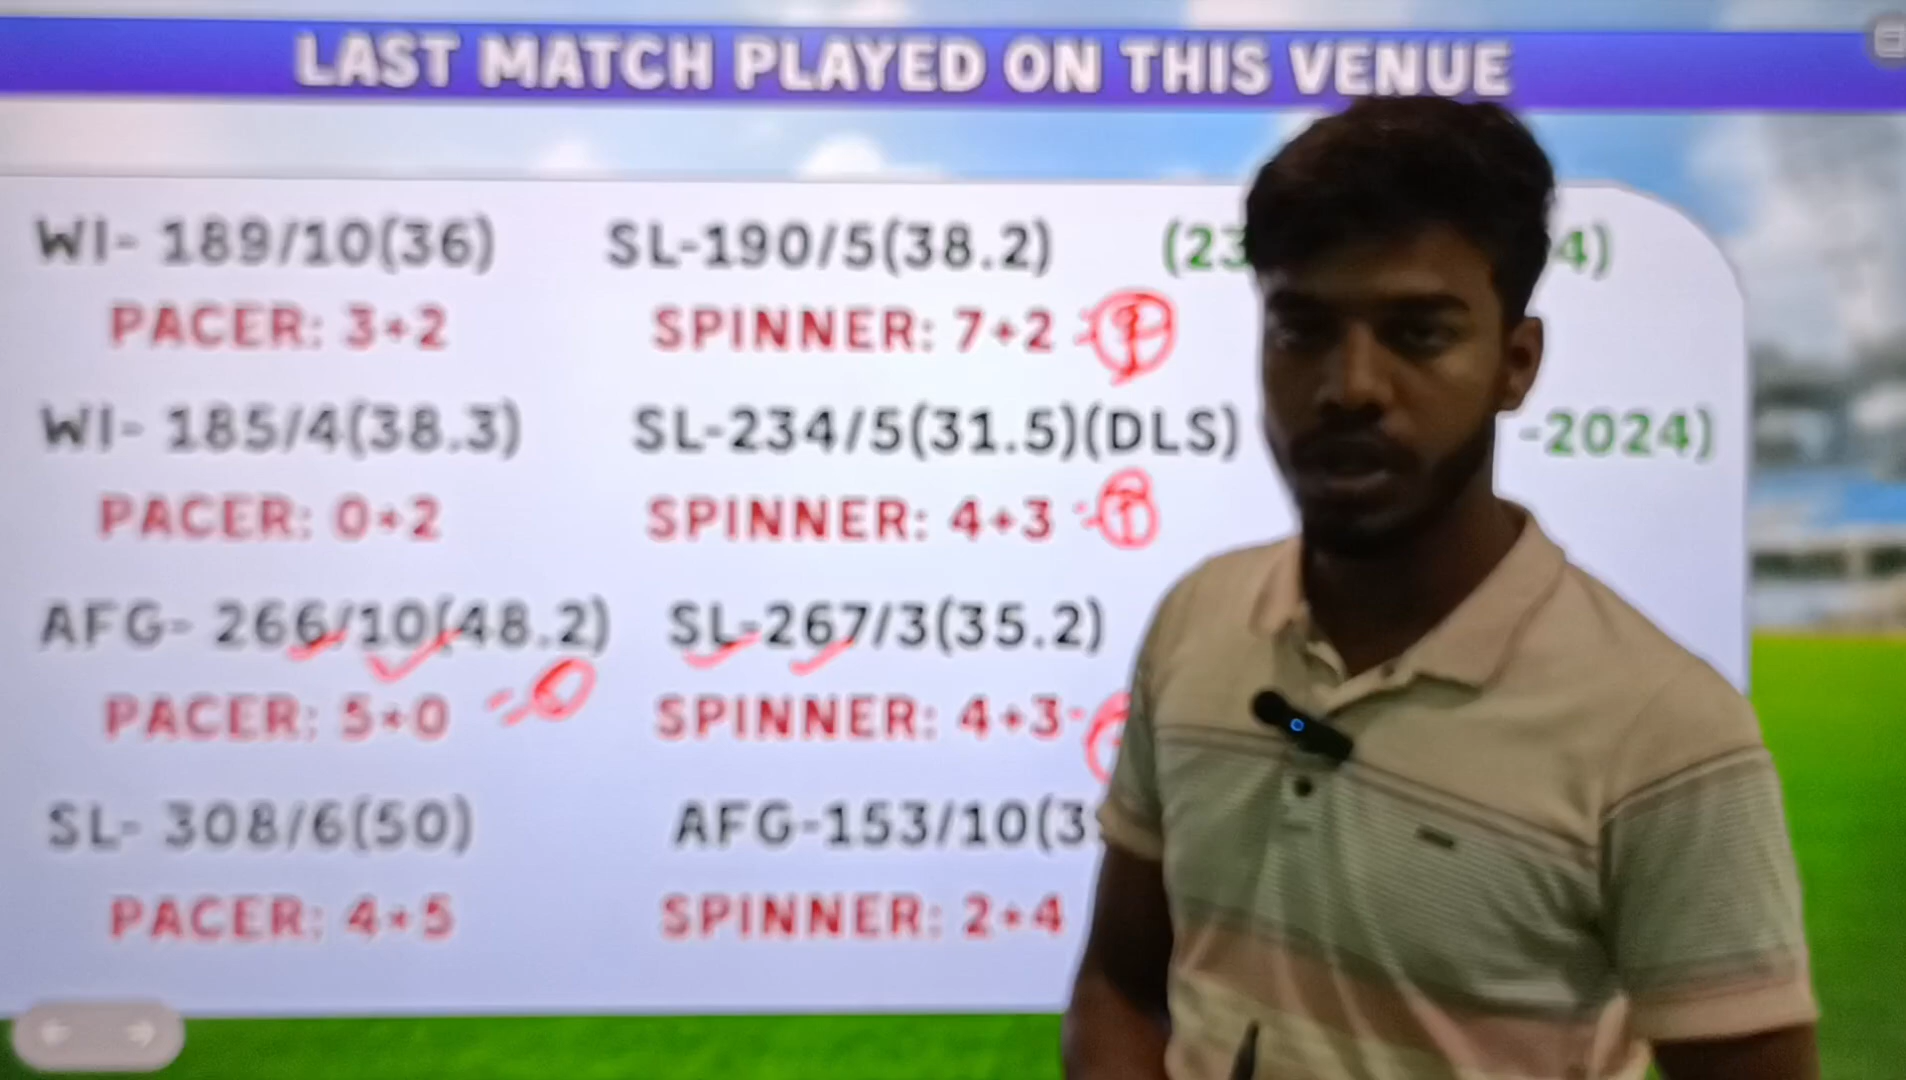 LAST MATCH PLAYED ON THIS VENUE
WI- 189/10(36) SL-190/5(38.2) (23 4)
PACER: 3+2 SPINNER: 7+2
WI- 185/4(38.3) SL-234/5(31.5)(DLS) -2024)
PACER: 0+2 SPINNER: 4+3
AFG- 266/10(48.2) SL-267/3(35.2)
PACER: 5+0 SPINNER: 4+3
SL- 308/6(50) AFG-153/10(3
PACER: 4+5 SPINNER: 2+4